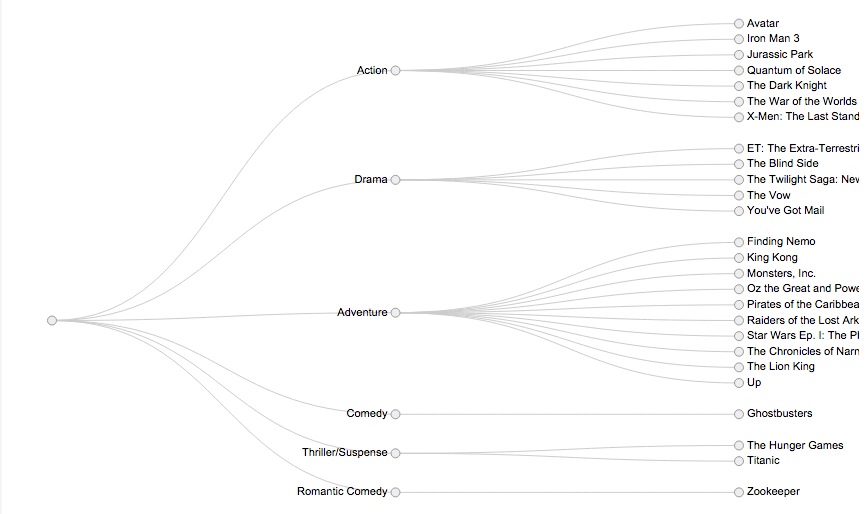 Action
Avatar
Iron Man 3
Jurassic Park
Quantum of Solace
The Dark Knight
The War of the Worlds
X-Men: The Last Stand
Drama
ET: The Extra-Terrestri
The Blind Side
The Twilight Saga: New
The Vow
You've Got Mail
Adventure
Finding Nemo
King Kong
Monsters, Inc.
Oz the Great and Powe
Pirates of the Caribbea
Raiders of the Lost Ark
Star Wars Ep. I: The Ph
The Chronicles of Narn
The Lion King
Up
Comedy
Ghostbusters
Thriller/Suspense
The Hunger Games
Titanic
Romantic Comedy
Zookeeper